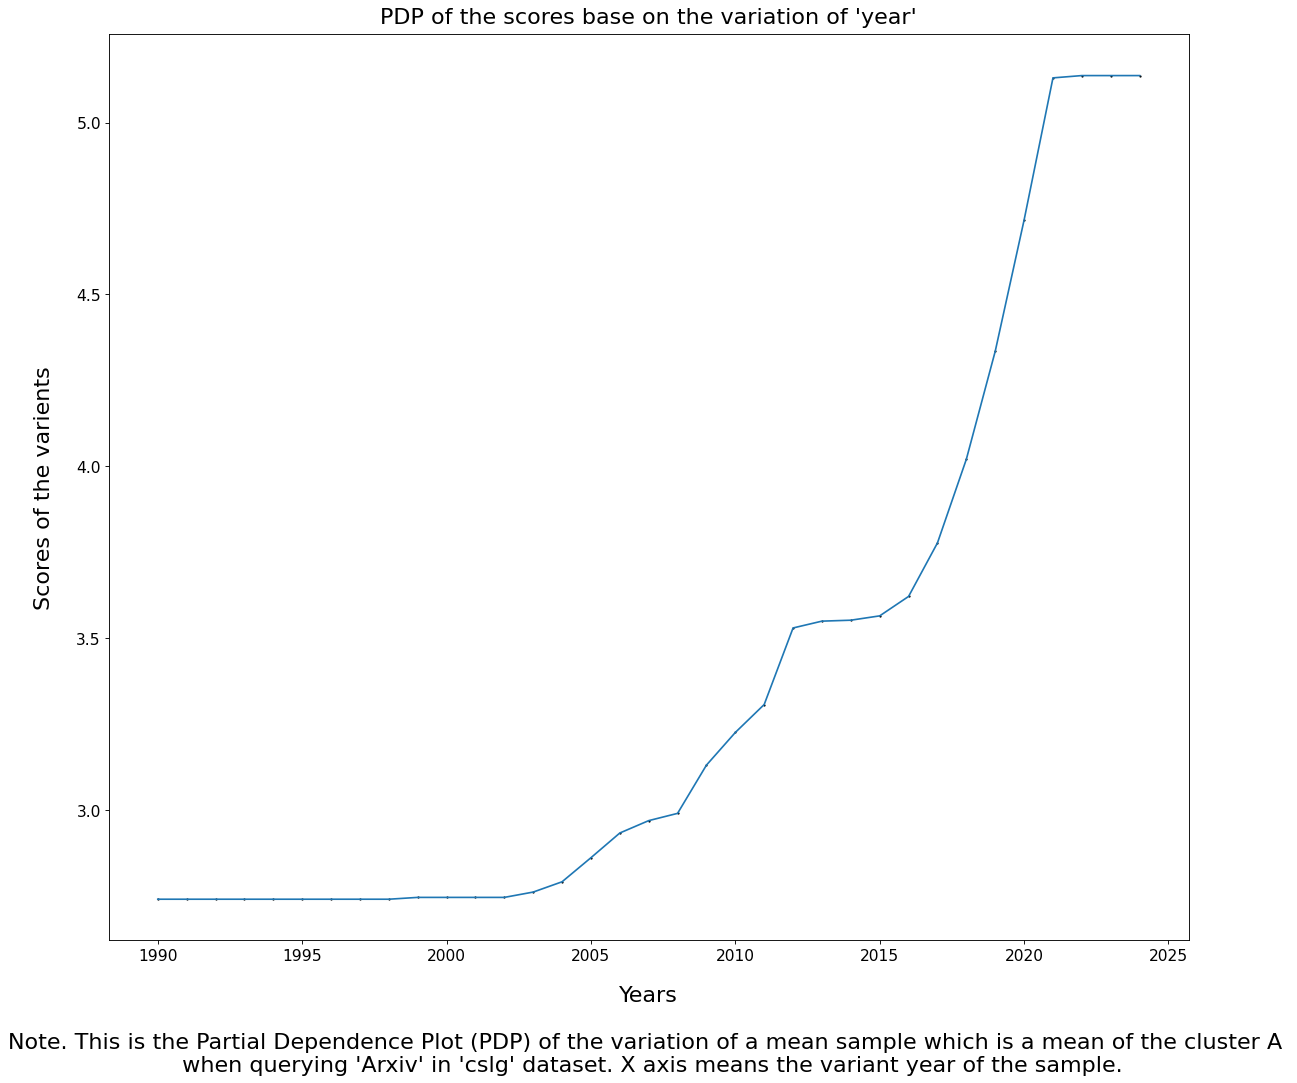 PDP of the scores base on the variation of 'year'
5.0
4.5
4.0
3.5
3.0
Scores of the varients
1990 1995 2000 2005 2010 2015 2020 2025
Years
Note. This is the Partial Dependence Plot (PDP) of the variation of a mean sample which is a mean of the cluster A
when querying 'Arxiv' in 'cslg' dataset. X axis means the variant year of the sample.